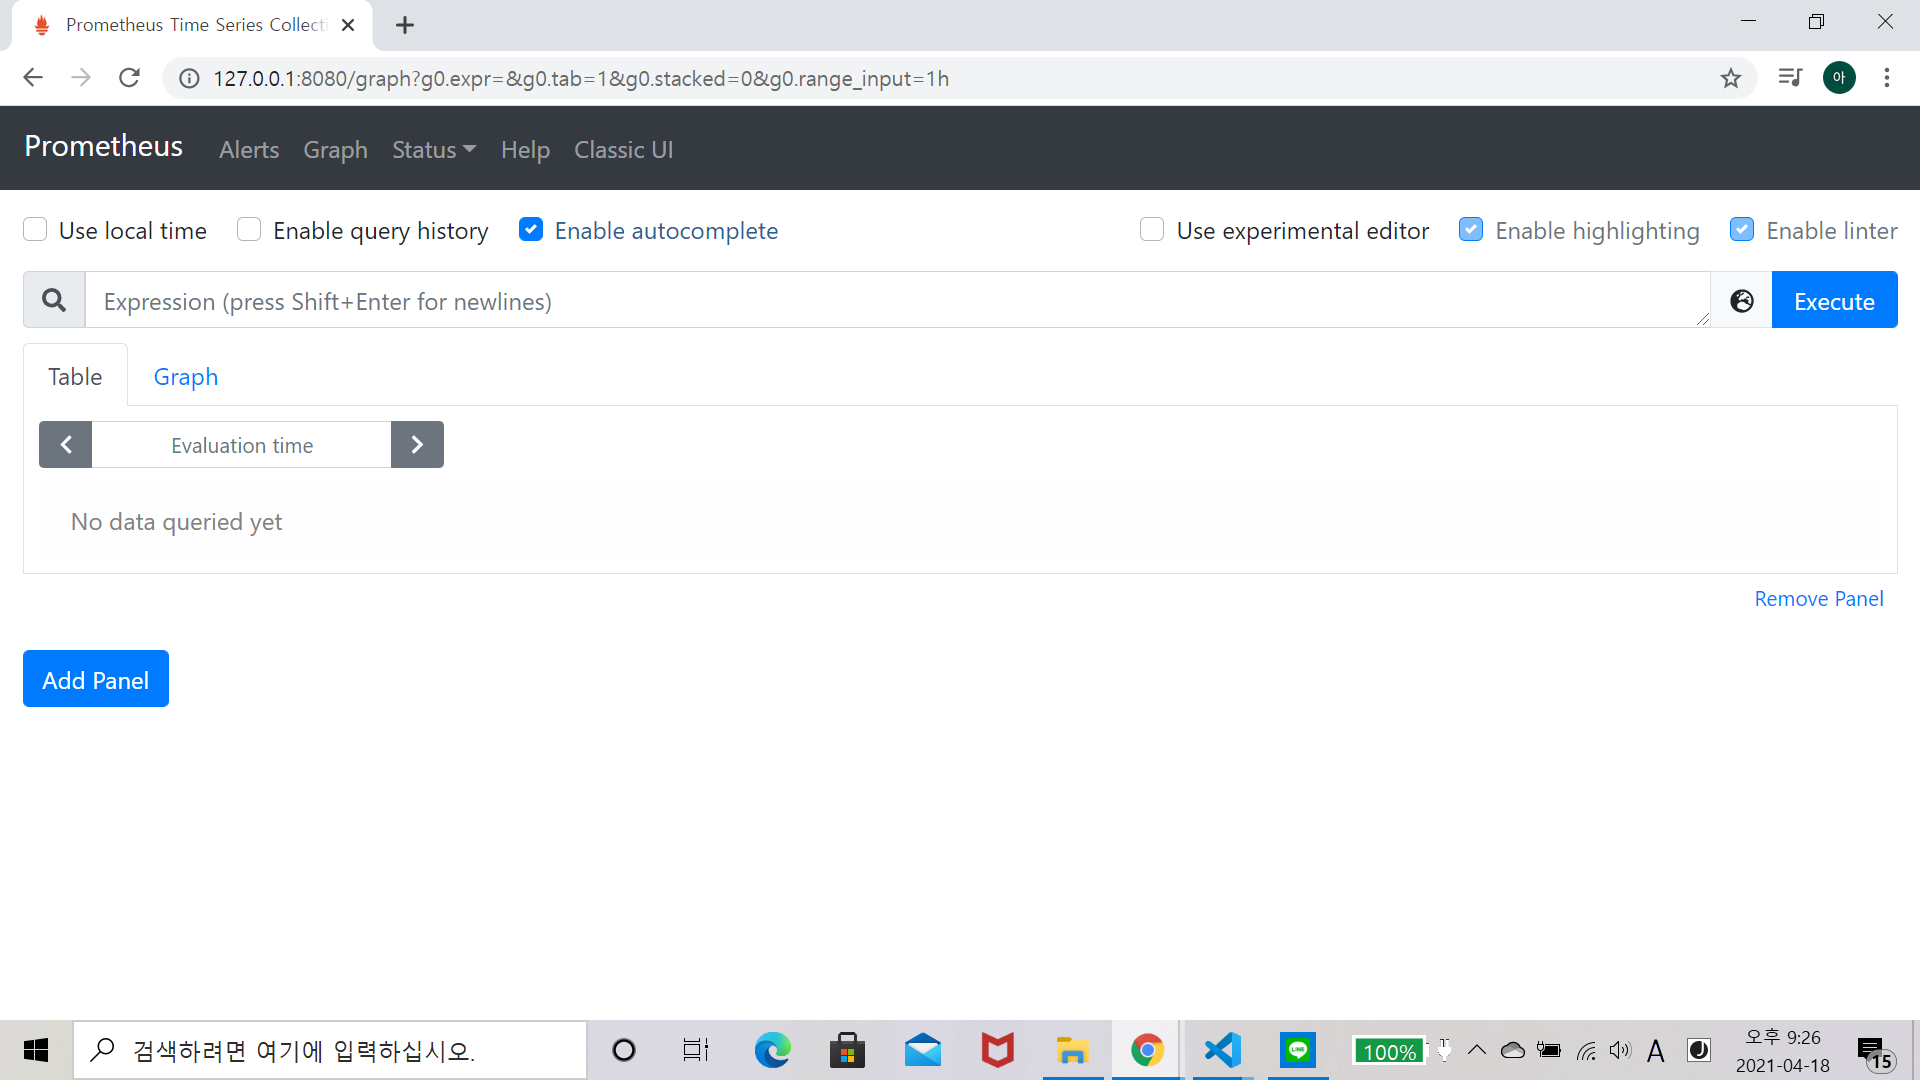 Prometheus Time Series Collecti
127.0.0.1:8080/graph?g0.expr=&g0.tab=1&g0.stacked=0&g0.range_input=1h
아
Prometheus Alerts Graph Status Help Classic UI
Use local time Enable query history Enable autocomplete Use experimental editor Enable highlighting Enable linter
Expression (press Shift+Enter for newlines) Execute
Table Graph
Evaluation time
No data queried yet
Remove Panel
Add Panel
검색하려면 여기에 입력하십시오.
LINE
100%
A
오후 9:26
2021-04-18
15